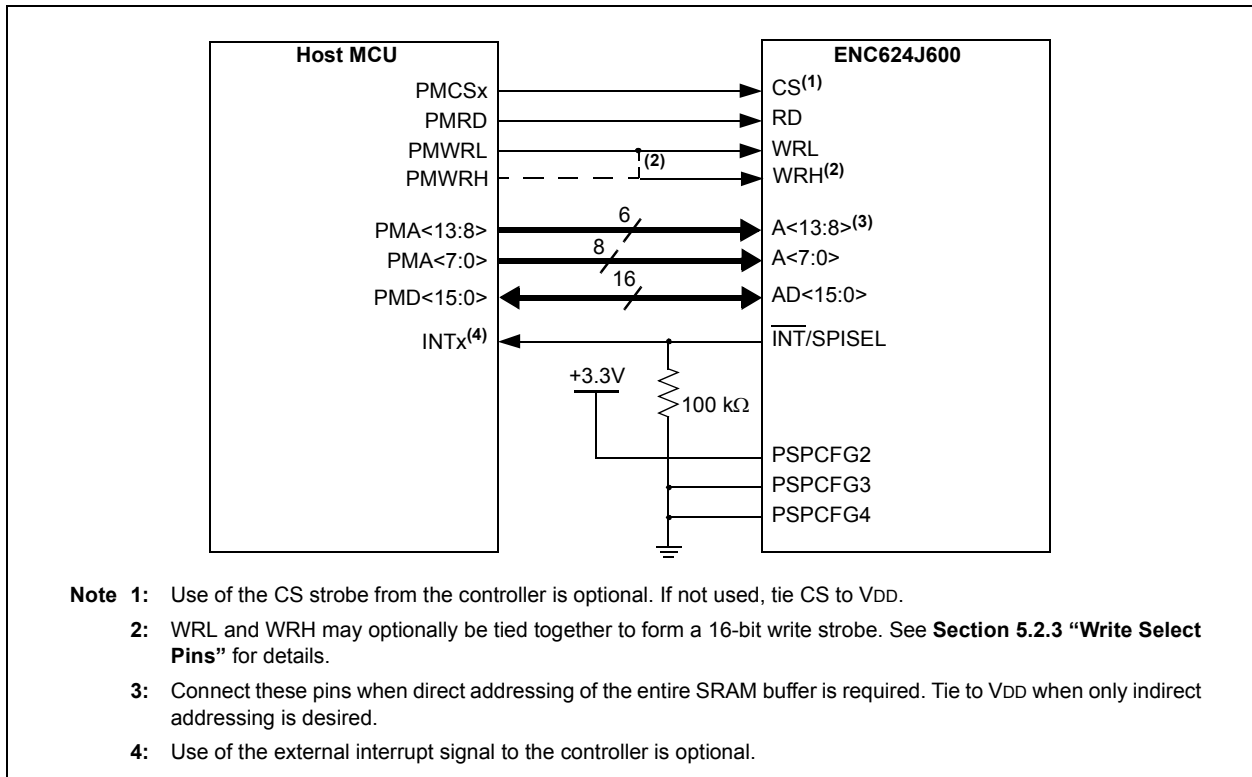 Host MCU
ENC624J600
PMCSx
CS(1)
PMRD
RD
PMWRL
WRL
(2)
PMWRH
WRH(2)
PMA<13:8>
6
A<13:8>(3)
PMA<7:0>
8
A<7:0>
PMD<15:0>
16
AD<15:0>
INTx(4)
INT/SPISEL
+3.3V
100 kΩ
PSPCFG2
PSPCFG3
PSPCFG4
Note 1: Use of the CS strobe from the controller is optional. If not used, tie CS to VDD.
2: WRL and WRH may optionally be tied together to form a 16-bit write strobe. See Section 5.2.3 “Write Select
Pins” for details.
3: Connect these pins when direct addressing of the entire SRAM buffer is required. Tie to VDD when only indirect
addressing is desired.
4: Use of the external interrupt signal to the controller is optional.